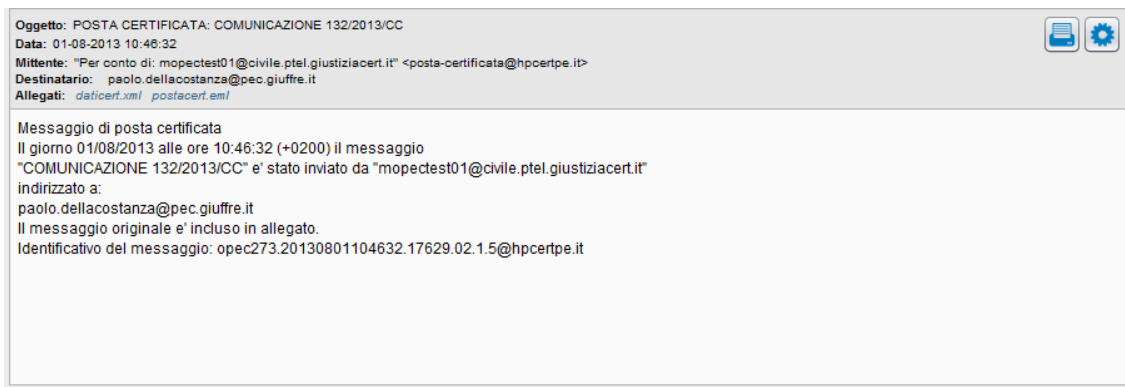 Oggetto: POSTA CERTIFICATA: COMUNICAZIONE 132/2013/CC
Data: 01-08-2013 10:46:32
Mittente: "Per conto di: mopectest01@civile.ptel.giustiziacert.it" <posta-certificata@hpcertpe.it>
Destinatario: paolo.dellacostanza@pec.giuffre.it
Allegati: daticert.xml postacert.eml
Messaggio di posta certificata
Il giorno 01/08/2013 alle ore 10:46:32 (+0200) il messaggio
"COMUNICAZIONE 132/2013/CC" e' stato inviato da "mopectest01@civile.ptel.giustiziacert.it"
indirizzato a:
paolo.dellacostanza@pec.giuffre.it
Il messaggio originale e' incluso in allegato.
Identificativo del messaggio: opec273.20130801104632.17629.02.1.5@hpcertpe.it